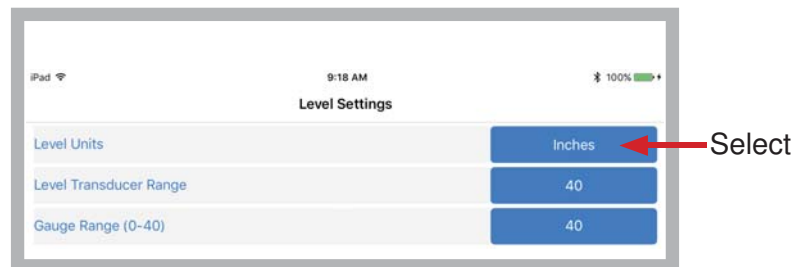 iPad 9:18 AM 100%
Level Settings
Level Units Inches
Select
Level Transducer Range 40
Gauge Range (0-40) 40